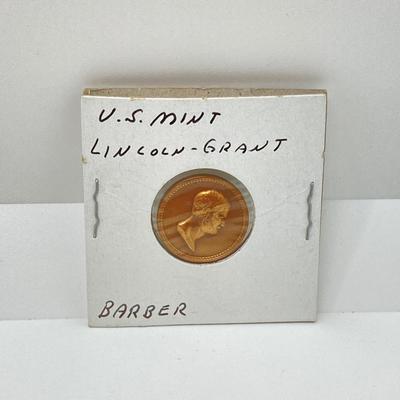 U.S. MINT
LINCOLN-GRANT
BARBER